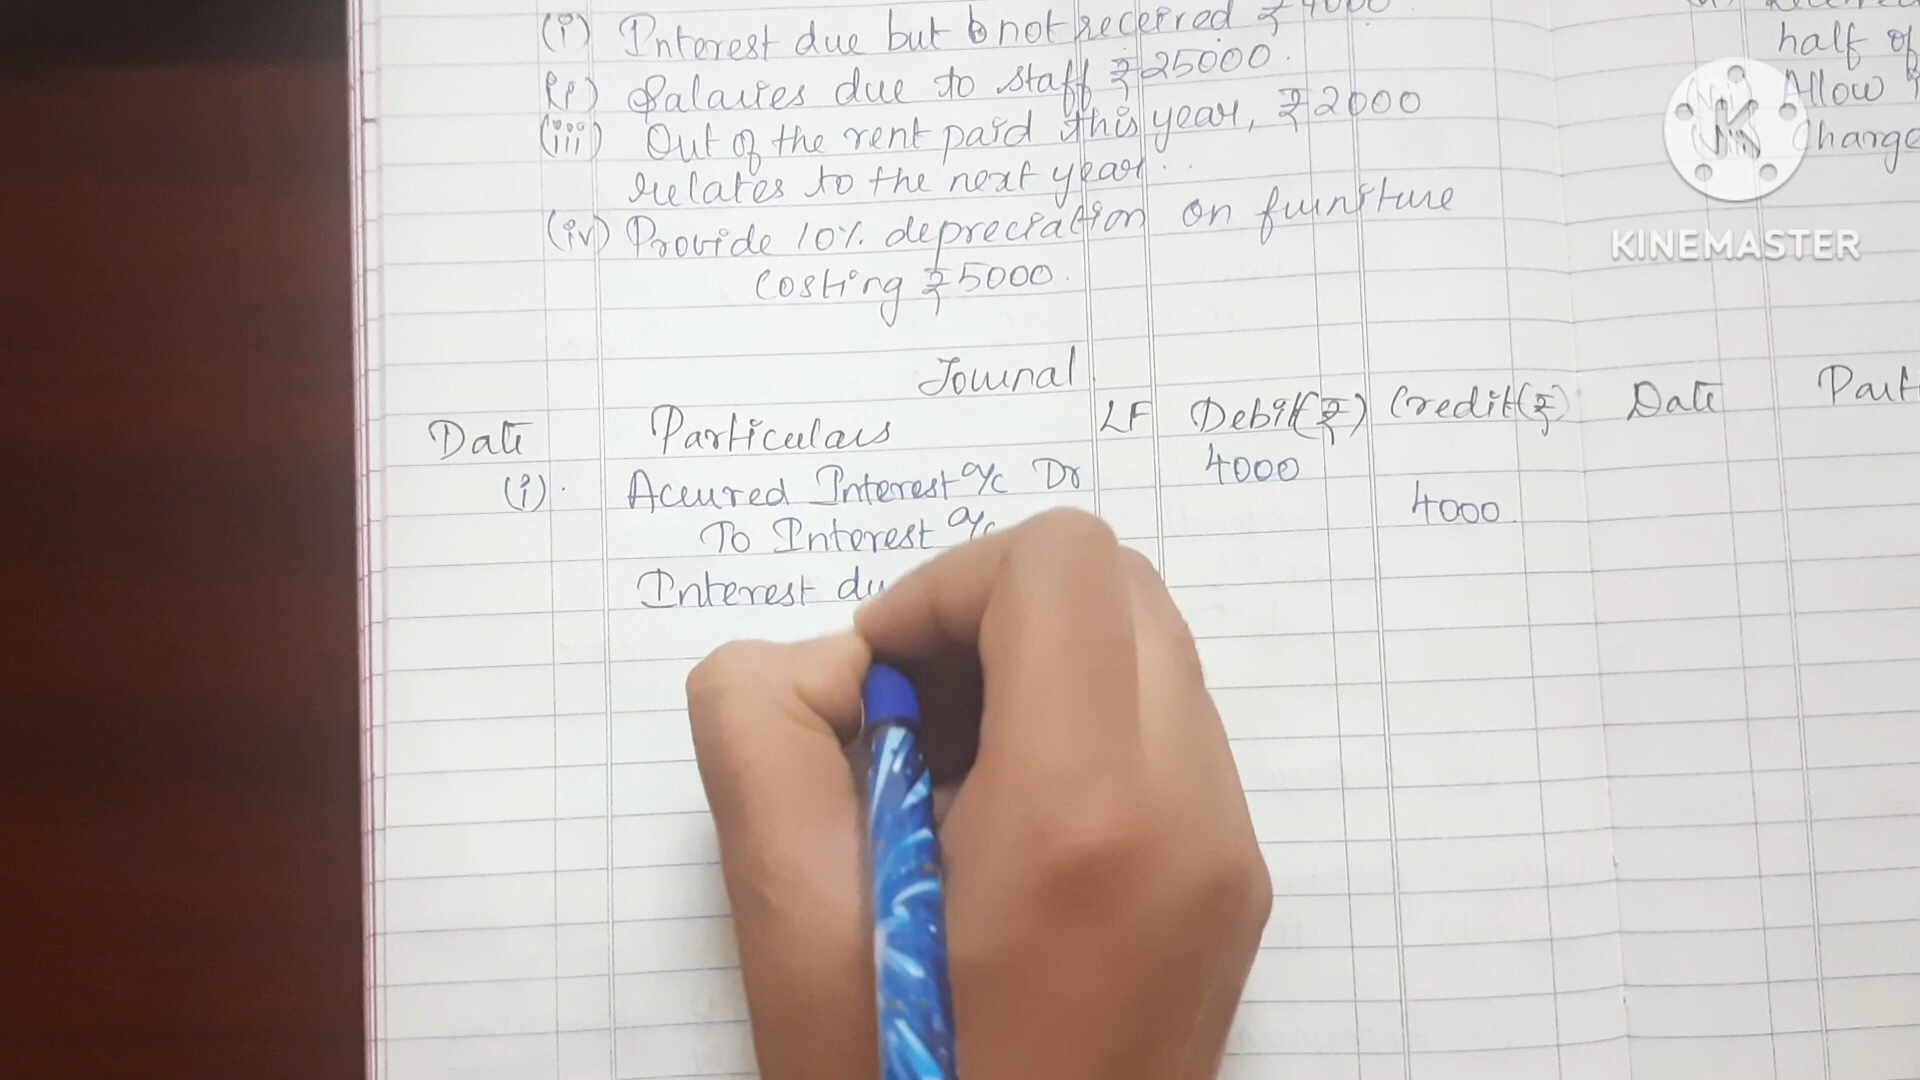 (i) Interest due but not received ₹ 4000.
(ii) Salaries due to staff ₹ 25000.
(iii) Out of the rent paid this year, ₹ 2000
relates to the next year.
(iv) Provide 10% depreciation on furniture
costing ₹ 5000.
half of
Allow
Charge
KINEMASTER
Journal
Date Particulars LF Debit(₹) Credit(₹) Date Part
(i). Accured Interest a/c Dr 4000
To Interest a/c 4000
Interest du